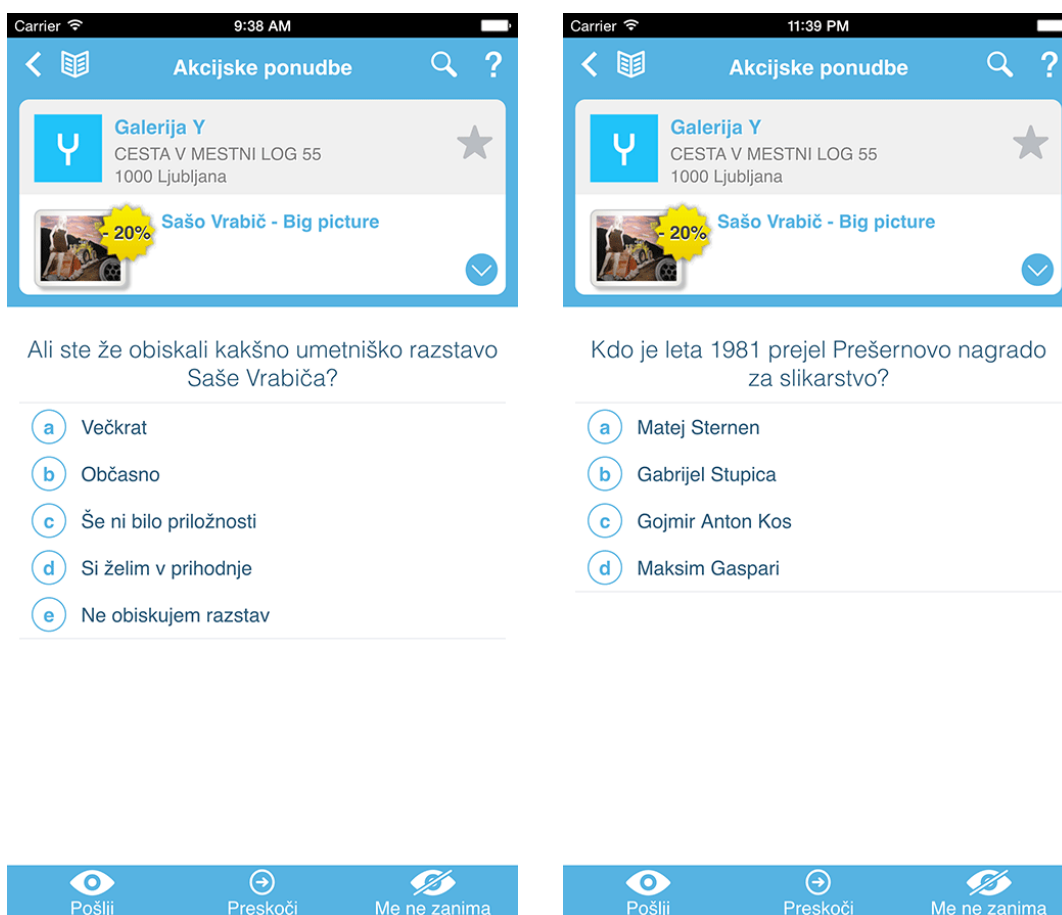 Carrier 9:38 AM
Akcijske ponudbe ?
Galerija Y
CESTA V MESTNI LOG 55
1000 Ljubljana
- 20%
Sašo Vrabič - Big picture
Ali ste že obiskali kakšno umetniško razstavo
Saše Vrabiča?
a Večkrat
b Občasno
c Še ni bilo priložnosti
d Si želim v prihodnje
e Ne obiskujem razstav
Pošlji Preskoči Me ne zanima
Carrier 11:39 PM
Akcijske ponudbe ?
Galerija Y
CESTA V MESTNI LOG 55
1000 Ljubljana
- 20%
Sašo Vrabič - Big picture
Kdo je leta 1981 prejel Prešernovo nagrado
za slikarstvo?
a Matej Sternen
b Gabrijel Stupica
c Gojmir Anton Kos
d Maksim Gaspari
Pošlji Preskoči Me ne zanima